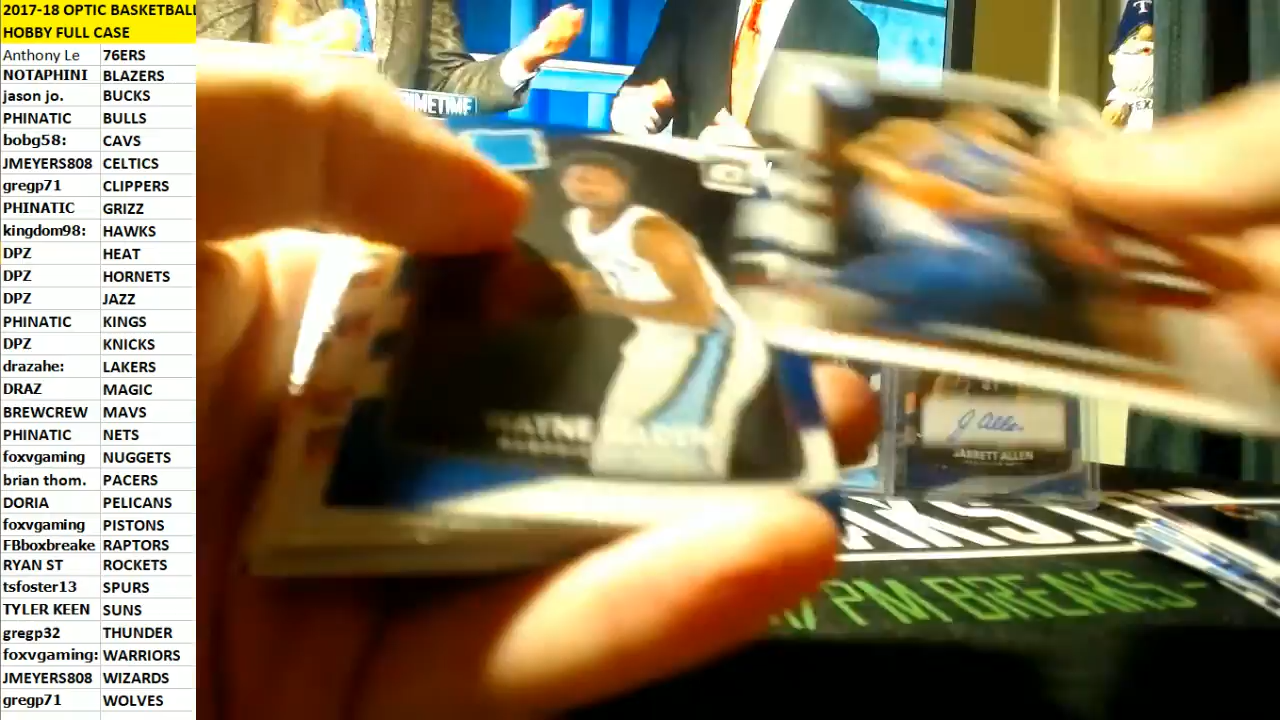 2017-18 OPTIC BASKETBALL
HOBBY FULL CASE
Anthony Le 76ERS
NOTAPHINI BLAZERS
jason jo. BUCKS
PHINATIC BULLS
bobg58: CAVS
JMEYERS808 CELTICS
gregp71 CLIPPERS
PHINATIC GRIZZ
kingdom98: HAWKS
DPZ HEAT
DPZ HORNETS
DPZ JAZZ
PHINATIC KINGS
DPZ KNICKS
drazahe: LAKERS
DRAZ MAGIC
BREWCREW MAVS
PHINATIC NETS
foxvgaming NUGGETS
brian thom. PACERS
DORIA PELICANS
foxvgaming PISTONS
FBboxbreake RAPTORS
RYAN ST ROCKETS
tsfoster13 SPURS
TYLER KEEN SUNS
gregp32 THUNDER
foxvgaming: WARRIORS
JMEYERS808 WIZARDS
gregp71 WOLVES
PRIMETIME
T
TEXAS
WAYNE SELDEN
J Allen
JARRETT ALLEN
PM BREAKS -